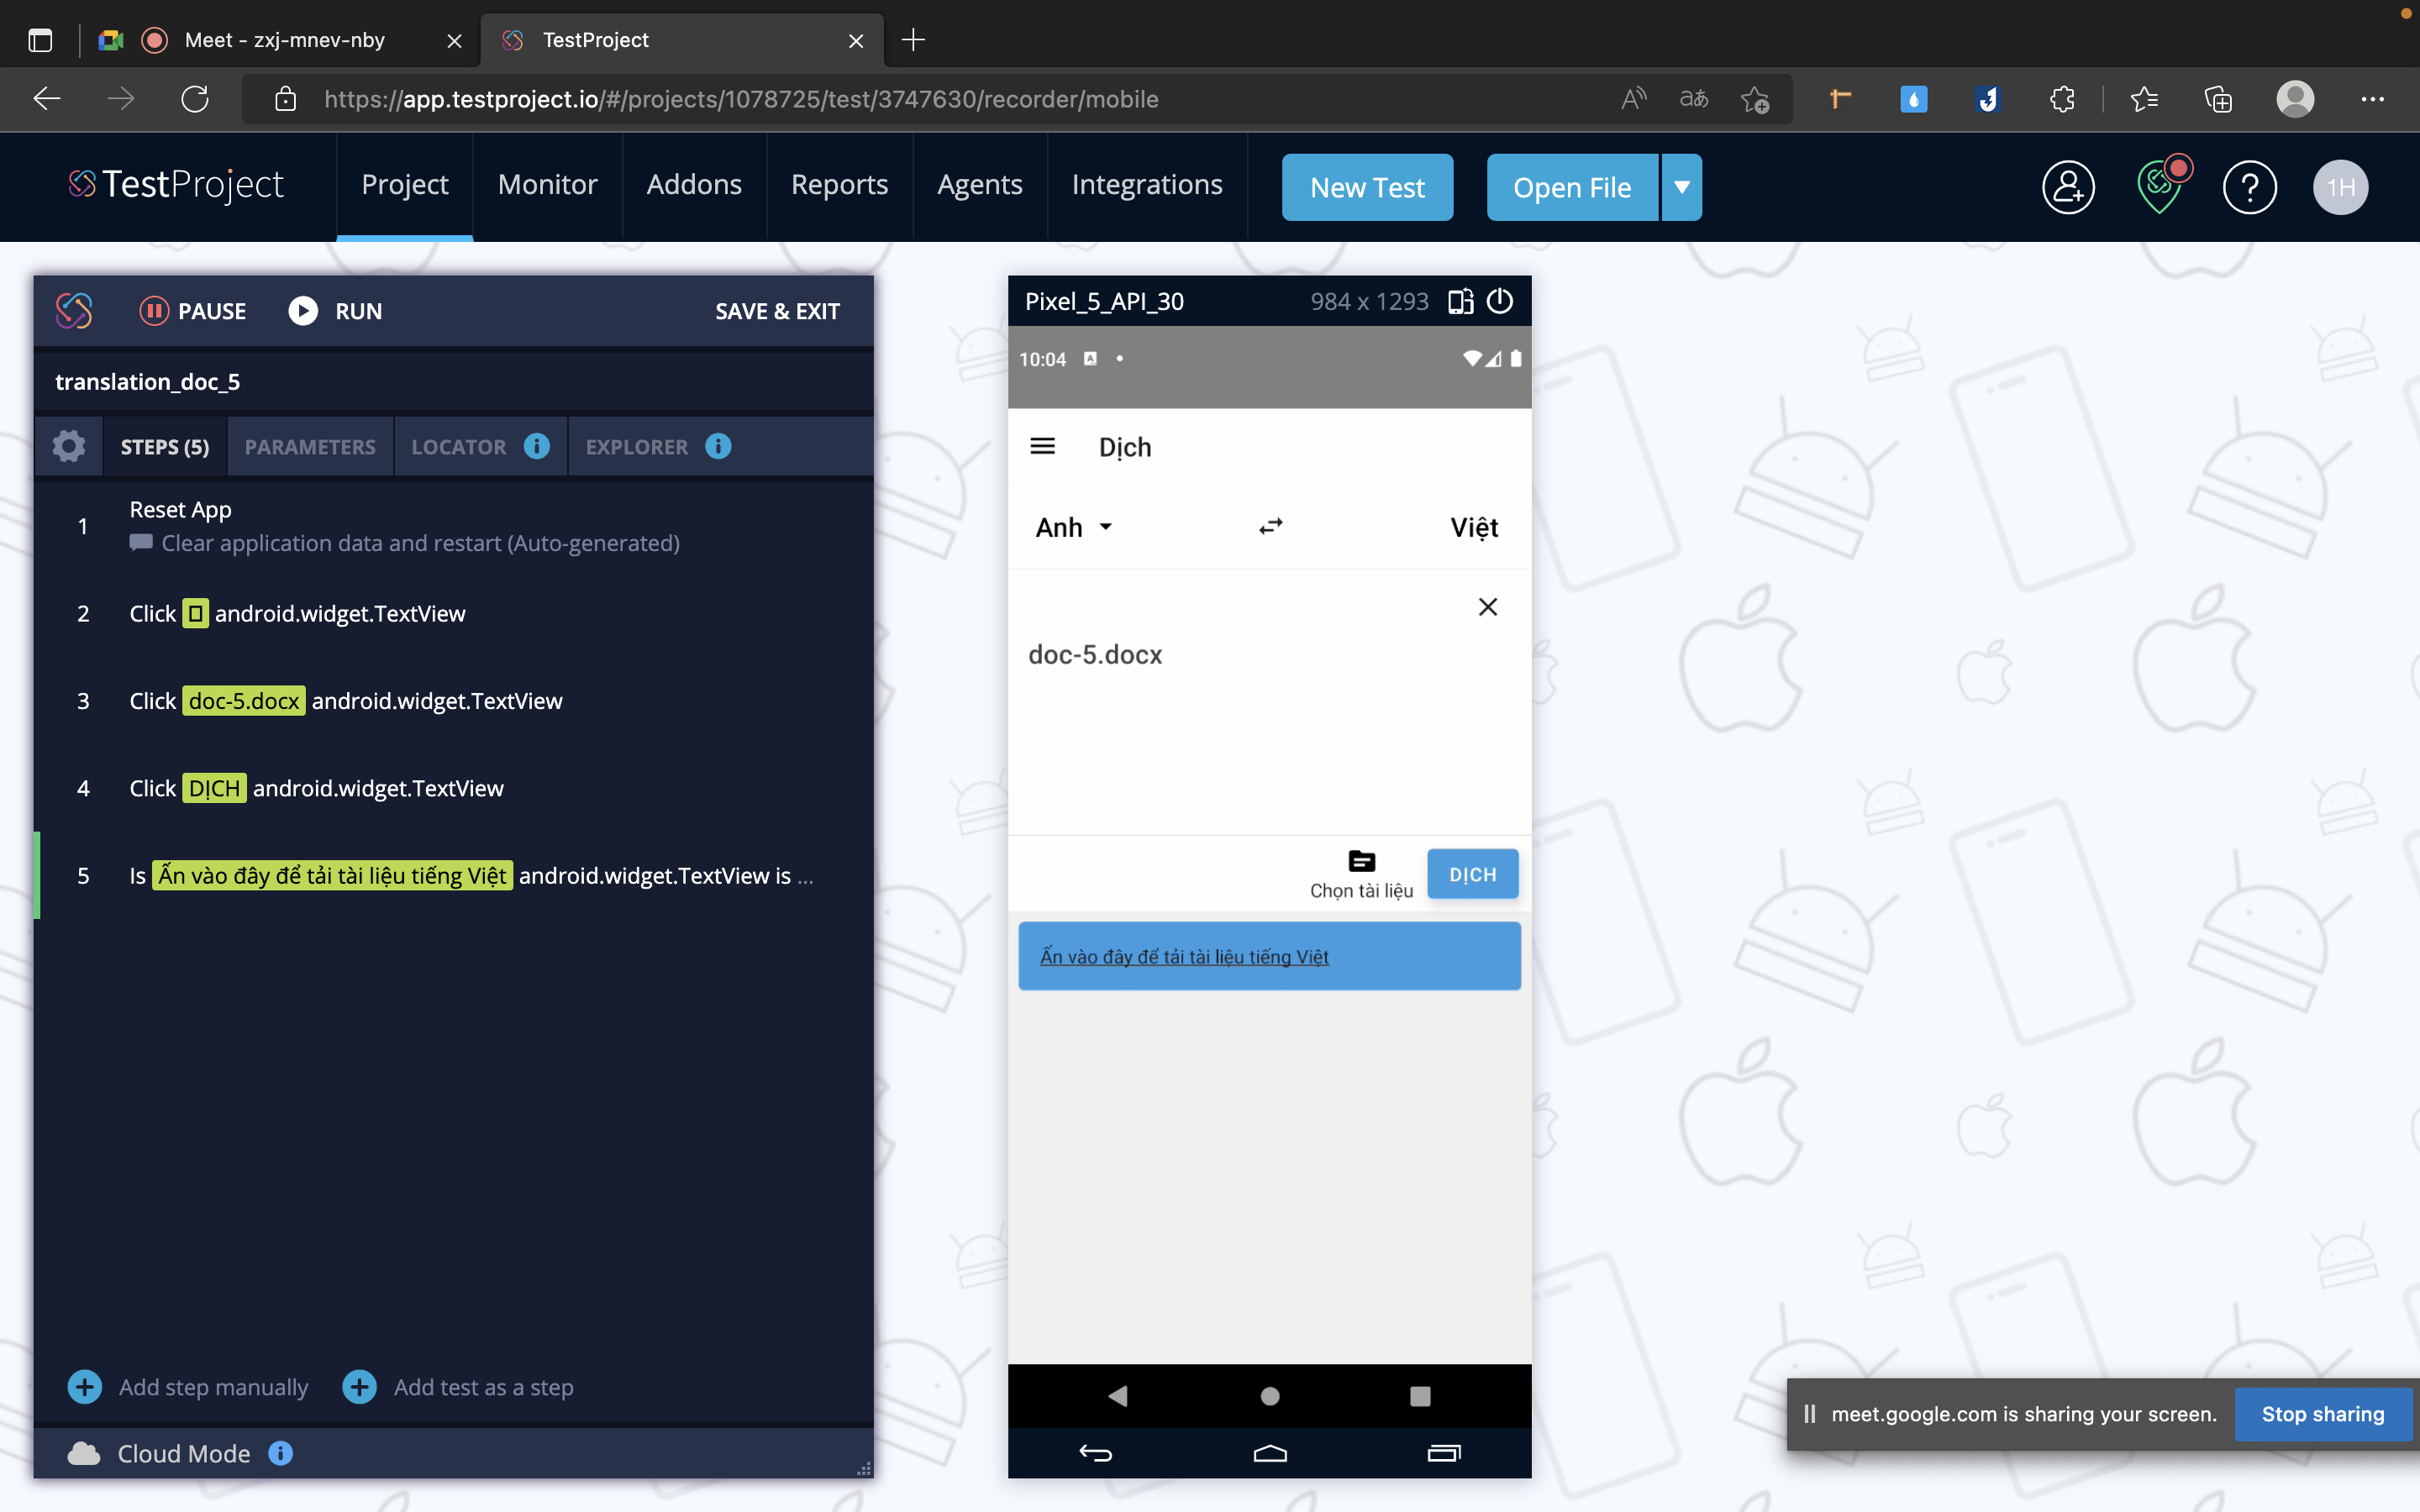 Meet - zxj-mnev-nby
TestProject
https://app.testproject.io/#/projects/1078725/test/3747630/recorder/mobile
TestProject
Project
Monitor
Addons
Reports
Agents
Integrations
New Test
Open File
1H
PAUSE
RUN
SAVE & EXIT
translation_doc_5
STEPS (5)
PARAMETERS
LOCATOR
EXPLORER
1 Reset App
Clear application data and restart (Auto-generated)
2 Click android.widget.TextView
3 Click doc-5.docx android.widget.TextView
4 Click DỊCH android.widget.TextView
5 Is Ấn vào đây để tải tài liệu tiếng Việt android.widget.TextView is ...
Add step manually
Add test as a step
Cloud Mode
Pixel_5_API_30
984 x 1293
10:04
Dịch
Anh
Việt
doc-5.docx
Chọn tài liệu
DỊCH
Ấn vào đây để tải tài liệu tiếng Việt
meet.google.com is sharing your screen.
Stop sharing